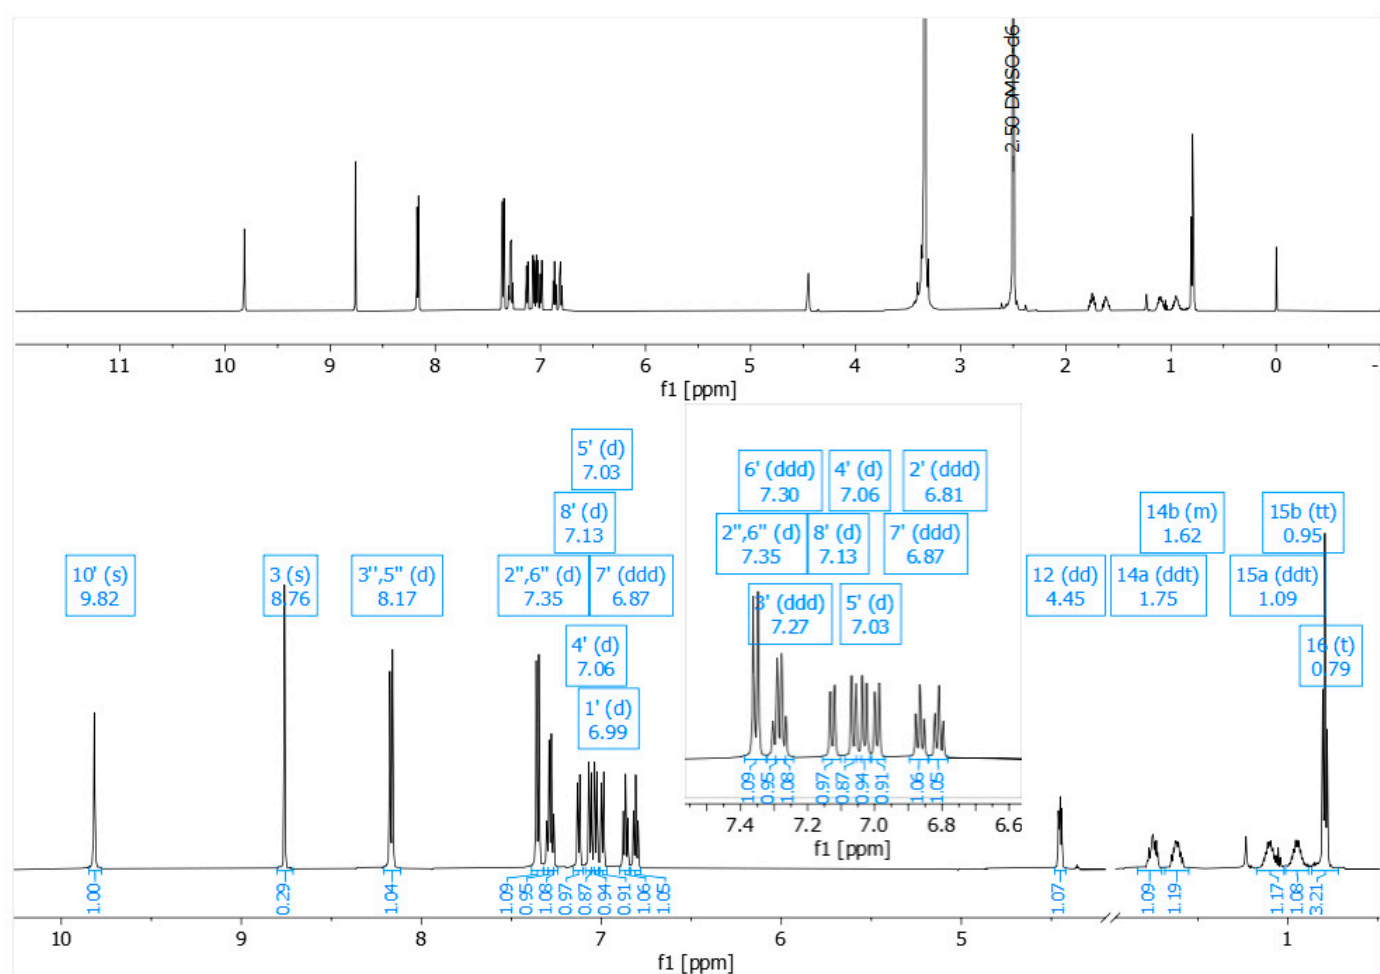 2.50 DMSO-d6
11 10 9 8 7 6 5 4 3 2 1 0 -
f1 [ppm]
5' (d)
7.03
8' (d)
7.13
10' (s)
9.82
3 (s)
8.76
3'',5'' (d)
8.17
2'',6'' (d)
7.35
7' (ddd)
6.87
4' (d)
7.06
1' (d)
6.99
6' (ddd)
7.30
4' (d)
7.06
2' (ddd)
6.81
2'',6'' (d)
7.35
8' (d)
7.13
7' (ddd)
6.87
3' (ddd)
7.27
5' (d)
7.03
1.09 0.95 1.08 0.97 0.87 0.94 0.91 1.06 1.05
7.4 7.2 7.0 6.8 6.6
f1 [ppm]
14b (m)
1.62
15b (tt)
0.95
12 (dd)
4.45
14a (ddt)
1.75
15a (ddt)
1.09
16 (t)
0.79
1.00 0.29 1.04 1.09 0.95 1.08 0.97 0.87 0.94 0.91 1.06 1.05 1.07 1.09 1.19 1.17 1.08 3.21
10 9 8 7 6 5 1
f1 [ppm]